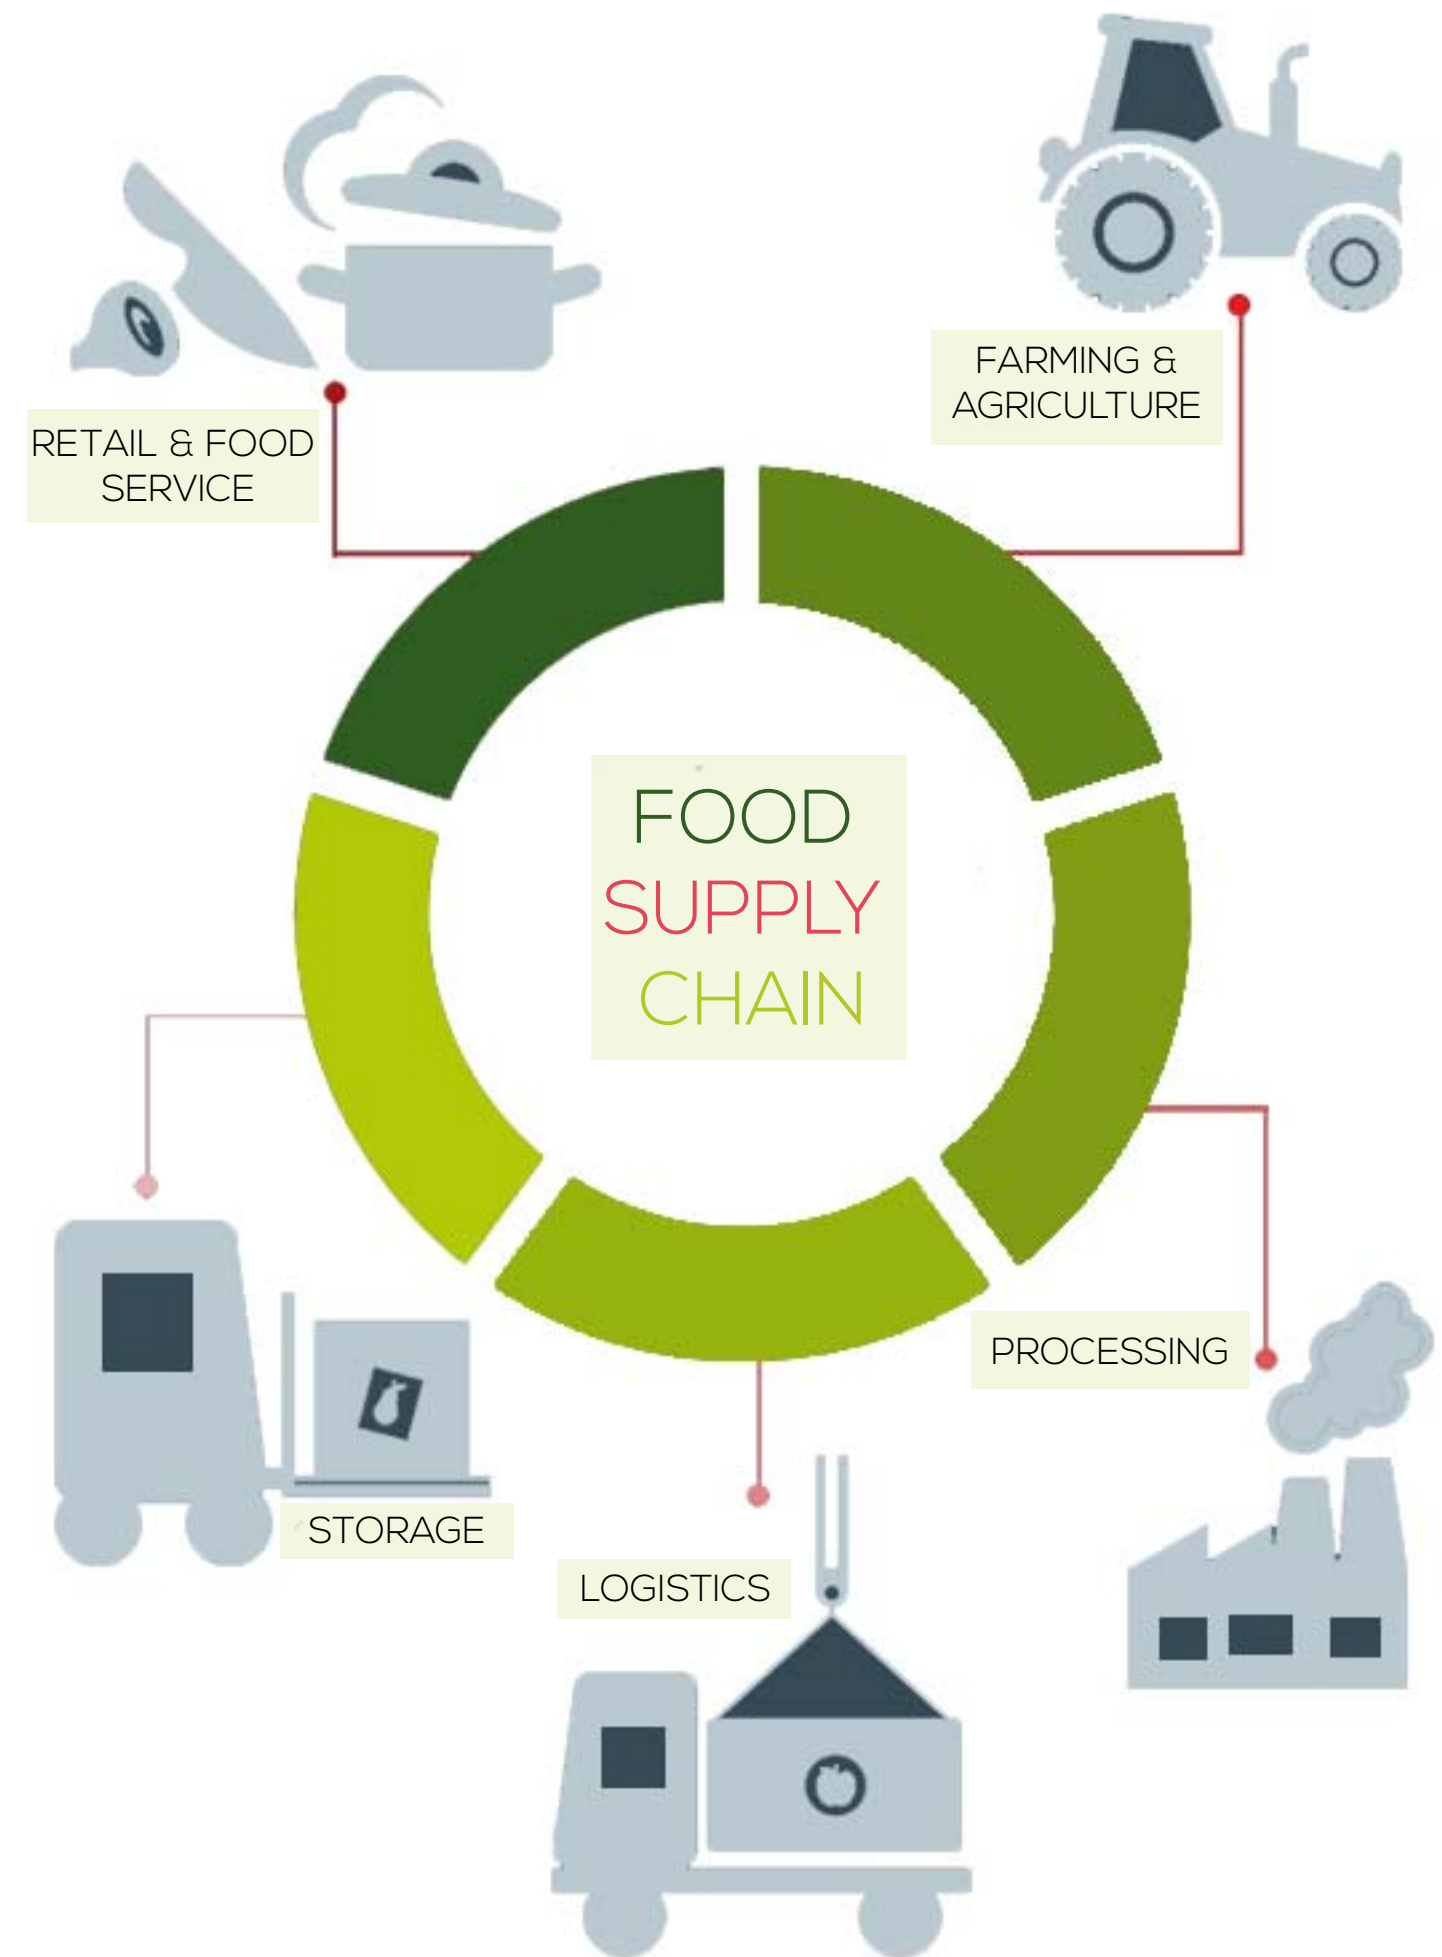 FARMING &
AGRICULTURE
RETAIL & FOOD
SERVICE
FOOD
SUPPLY
CHAIN
PROCESSING
STORAGE
LOGISTICS